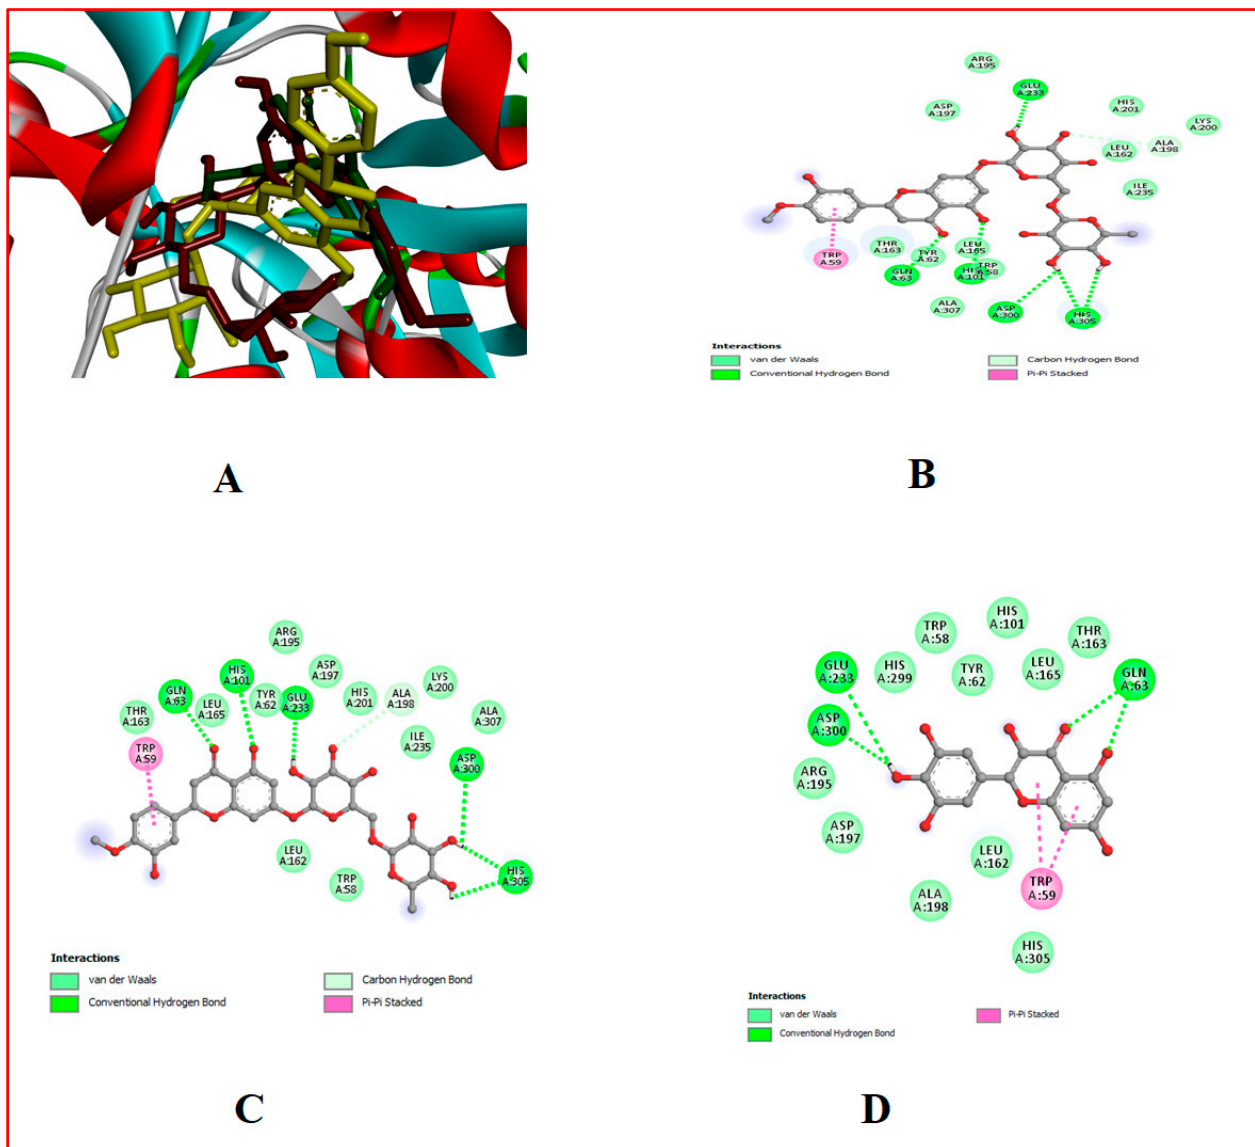 ARG
A:195
GLU
A:233
ASP
A:197
HIS
A:201
LYS
A:200
LEU
A:162
ALA
A:198
ILE
A:235
THR
A:163
TRP
A:59
TYR
A:62
LEU
A:165
GLN
A:63
HIS
A:101
TRP
A:58
ALA
A:307
ASP
A:300
HIS
A:305
Interactions
van der Waals
Carbon Hydrogen Bond
Conventional Hydrogen Bond
Pi-Pi Stacked
A
B
ARG
A:195
HIS
A:101
ASP
A:197
GLN
A:63
TYR
A:62
GLU
A:233
HIS
A:201
ALA
A:198
LYS
A:200
THR
A:163
LEU
A:165
ALA
A:307
ILE
A:235
TRP
A:59
ASP
A:300
LEU
A:162
TRP
A:58
HIS
A:305
Interactions
van der Waals
Carbon Hydrogen Bond
Conventional Hydrogen Bond
Pi-Pi Stacked
C
HIS
A:101
TRP
A:58
THR
A:163
GLU
A:233
HIS
A:299
TYR
A:62
LEU
A:165
GLN
A:63
ASP
A:300
ARG
A:195
ASP
A:197
LEU
A:162
TRP
A:59
ALA
A:198
HIS
A:305
Interactions
van der Waals
Pi-Pi Stacked
Conventional Hydrogen Bond
D